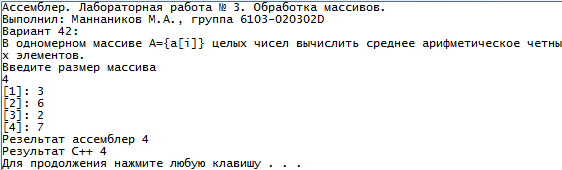 Ассемблер. Лабораторная работа № 3. Обработка массивов.
Выполнил: Маннаников М.А., группа 6103-020302D
Вариант 42:
В одномерном массиве A={a[i]} целых чисел вычислить среднее арифметическое четны
х элементов.
Введите размер массива
4
[1]: 3
[2]: 6
[3]: 2
[4]: 7
Резельтат ассемблер 4
Результат C++ 4
Для продолжения нажмите любую клавишу . . .